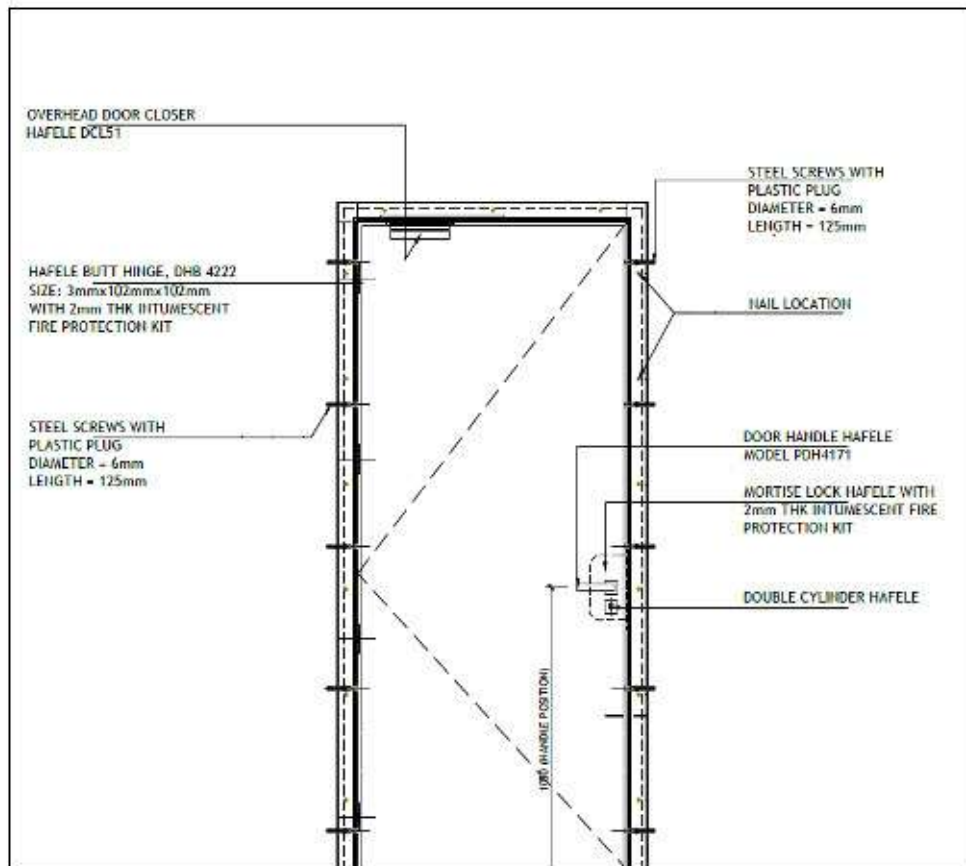 OVERHEAD DOOR CLOSER
HAFELE DCL51
HAFELE BUTT HINGE, DHB 4222
SIZE: 3mmx102mmx102mm
WITH 2mm THK INTUMESCENT
FIRE PROTECTION KIT
STEEL SCREWS WITH
PLASTIC PLUG
DIAMETER = 6mm
LENGTH = 125mm
STEEL SCREWS WITH
PLASTIC PLUG
DIAMETER = 6mm
LENGTH = 125mm
NAIL LOCATION
DOOR HANDLE HAFELE
MODEL PDH4171
MORTISE LOCK HAFELE WITH
2mm THK INTUMESCENT FIRE
PROTECTION KIT
DOUBLE CYLINDER HAFELE
(HANDLE POSITION)